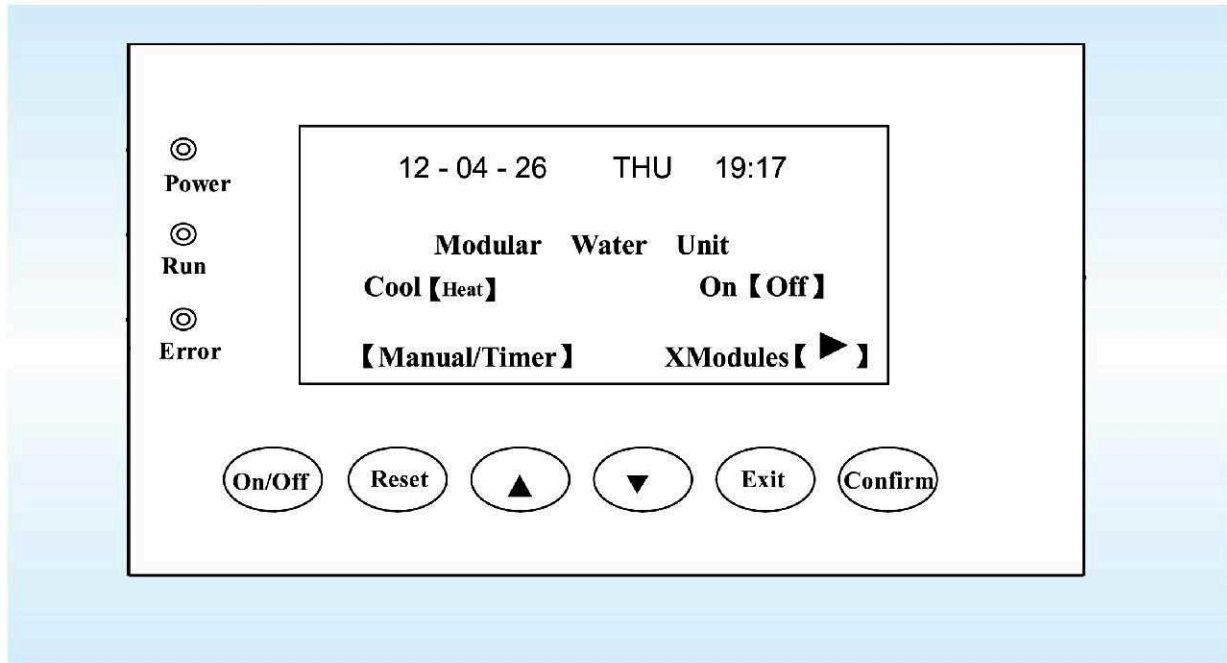 12 - 04 - 26 THU 19:17
Power
Modular Water Unit
Run
Cool【Heat】 On【Off】
Error
【Manual/Timer】 XModules【▶】
On/Off Reset ▲ ▼ Exit Confirm